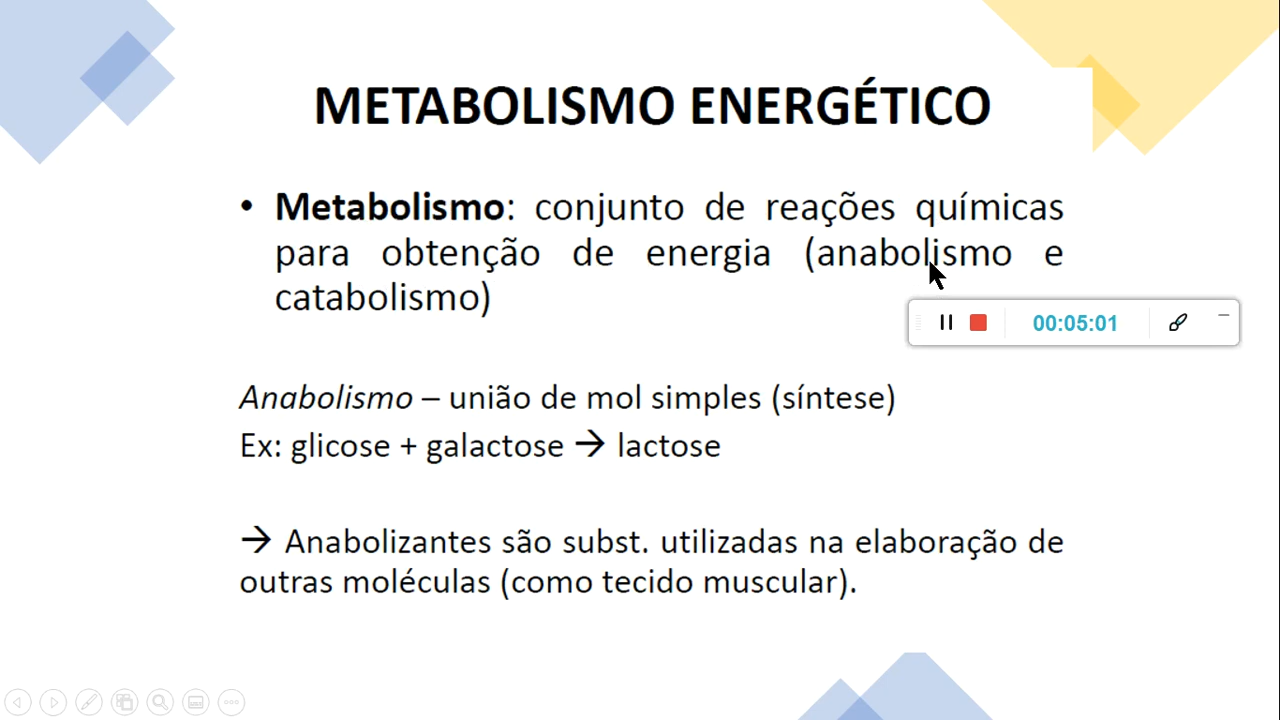 METABOLISMO ENERGÉTICO
• Metabolismo: conjunto de reações químicas
para obtenção de energia (anabolismo e
catabolismo)
00:05:01
Anabolismo – união de mol simples (síntese)
Ex: glicose + galactose → lactose
→ Anabolizantes são subst. utilizadas na elaboração de
outras moléculas (como tecido muscular).